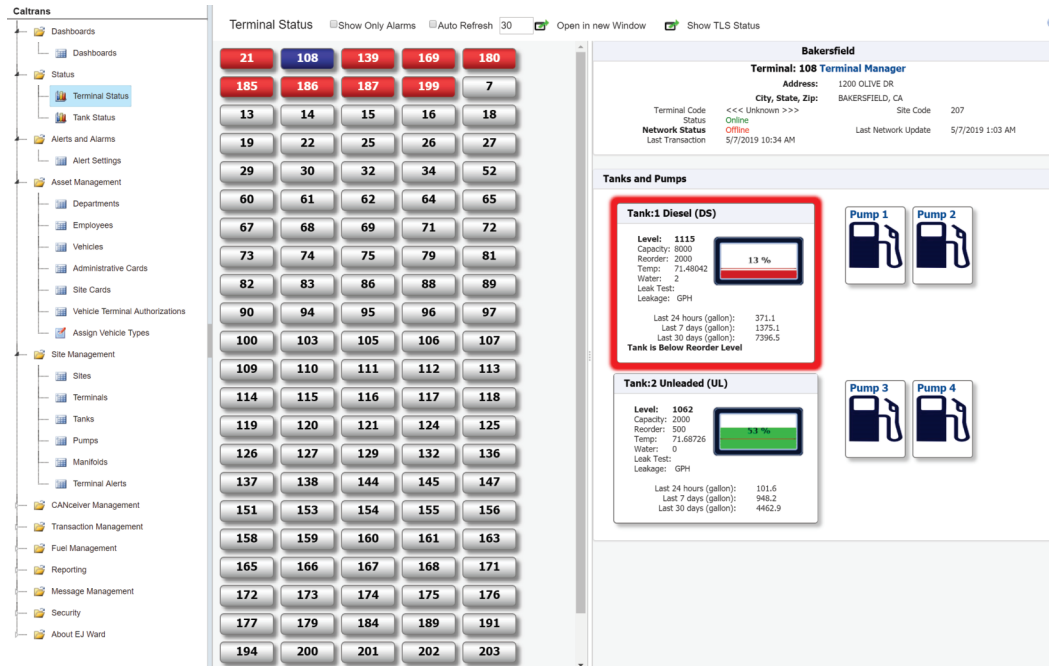 Caltrans
Dashboards
Dashboards
Status
Terminal Status
Tank Status
Alerts and Alarms
Alert Settings
Asset Management
Departments
Employees
Vehicles
Administrative Cards
Site Cards
Vehicle Terminal Authorizations
Assign Vehicle Types
Site Management
Sites
Terminals
Tanks
Pumps
Manifolds
Terminal Alerts
CANceiver Management
Transaction Management
Fuel Management
Reporting
Message Management
Security
About EJ Ward
Terminal Status Show Only Alarms Auto Refresh 30 Open in new Window Show TLS Status
21 108 139 169 180
185 186 187 199 7
13 14 15 16 18
19 22 25 26 27
29 30 32 34 52
60 61 62 64 65
67 68 69 71 72
73 74 75 79 81
82 83 86 88 89
90 94 95 96 97
100 103 105 106 107
109 110 111 112 113
114 115 116 117 118
119 120 121 124 125
126 127 129 132 136
137 138 144 145 147
151 153 154 155 156
158 159 160 161 163
165 166 167 168 171
172 173 174 175 176
177 179 184 189 191
194 200 201 202 203
Bakersfield
Terminal: 108 Terminal Manager
Address: 1200 OLIVE DR
City, State, Zip: BAKERSFIELD, CA
Terminal Code <<< Unknown >>> Site Code 207
Status Online
Network Status Offline Last Network Update 5/7/2019 1:03 AM
Last Transaction 5/7/2019 10:34 AM
Tanks and Pumps
Tank:1 Diesel (DS)
Level: 1115
Capacity: 8000
Reorder: 2000
Temp: 71.48042
Water: 2
Leak Test:
Leakage: GPH
13 %
Last 24 hours (gallon): 371.1
Last 7 days (gallon): 1375.1
Last 30 days (gallon): 7396.5
Tank is Below Reorder Level
Pump 1 Pump 2
Tank:2 Unleaded (UL)
Level: 1062
Capacity: 2000
Reorder: 500
Temp: 71.68726
Water: 0
Leak Test:
Leakage: GPH
53 %
Last 24 hours (gallon): 101.6
Last 7 days (gallon): 948.2
Last 30 days (gallon): 4462.9
Pump 3 Pump 4